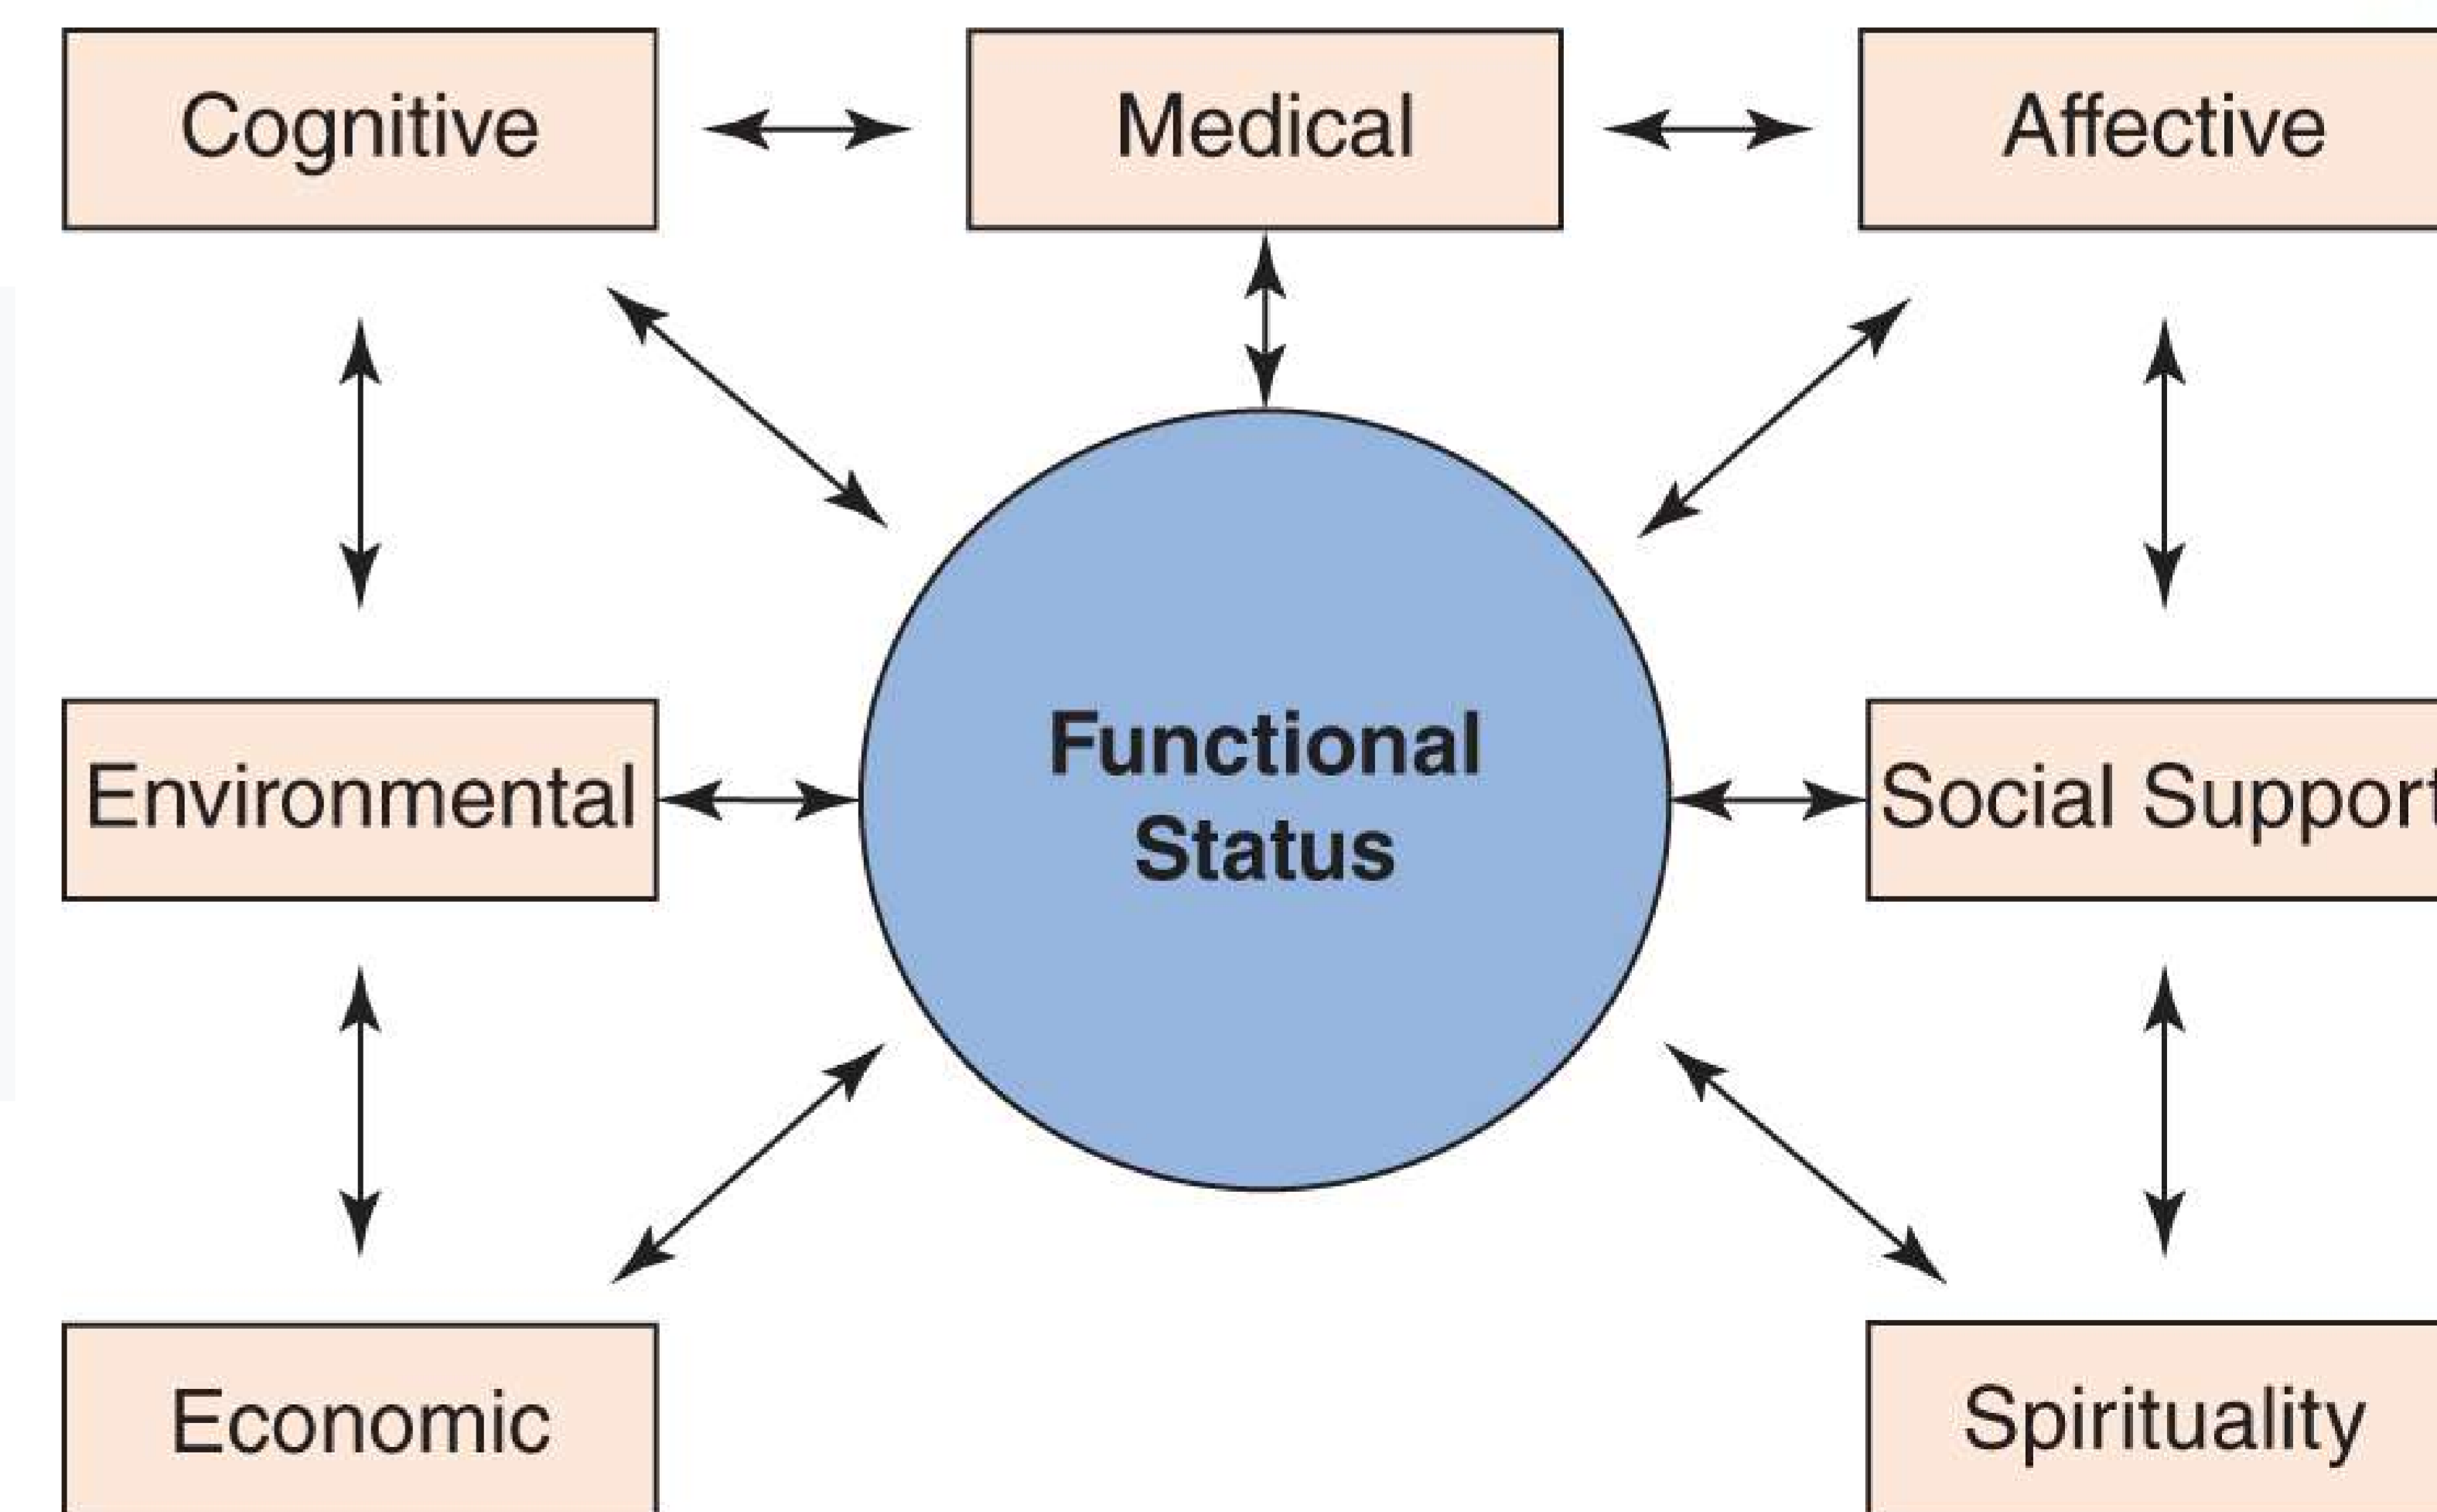 Cognitive
Medical
Affective
Functional
Status
Environmental
Social Support
Economic
Spirituality